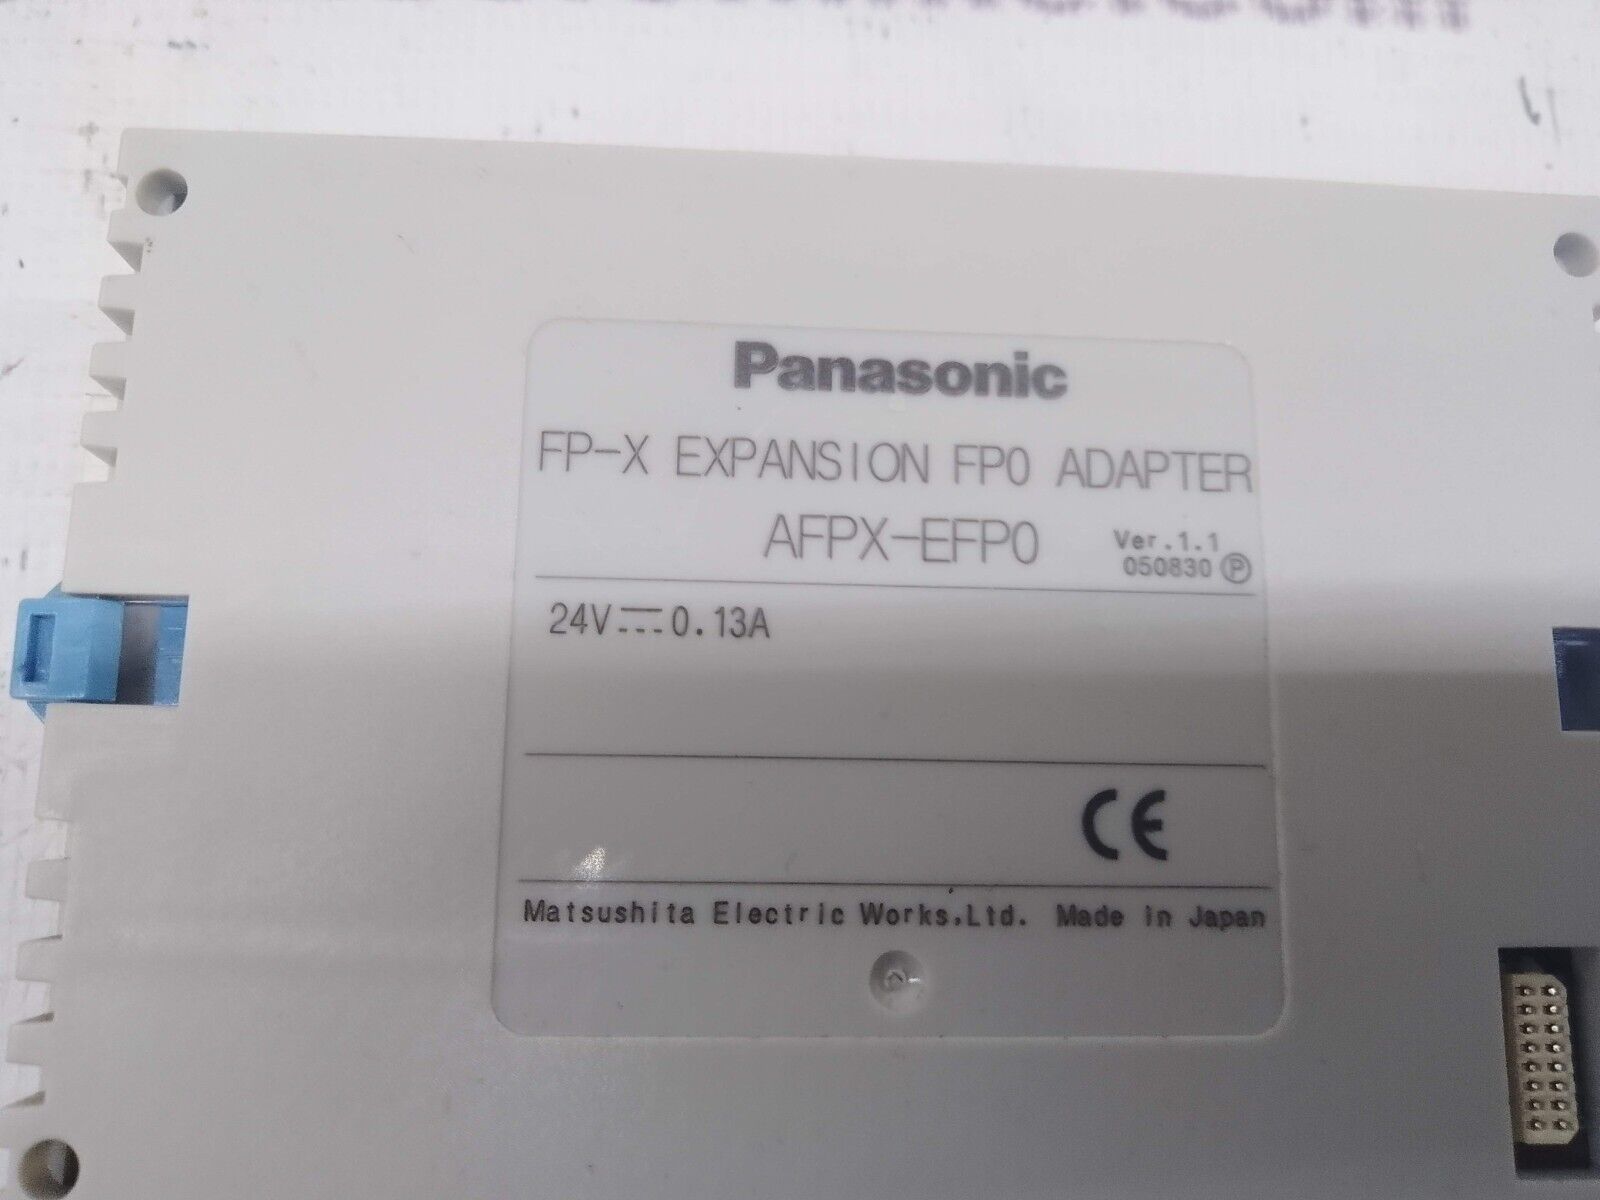 Panasonic
FP-X EXPANSION FP0 ADAPTER
AFPX-EFP0 Ver.1.1
050830 Ⓟ
24V⎓0.13A
CE
Matsushita Electric Works,Ltd. Made in Japan